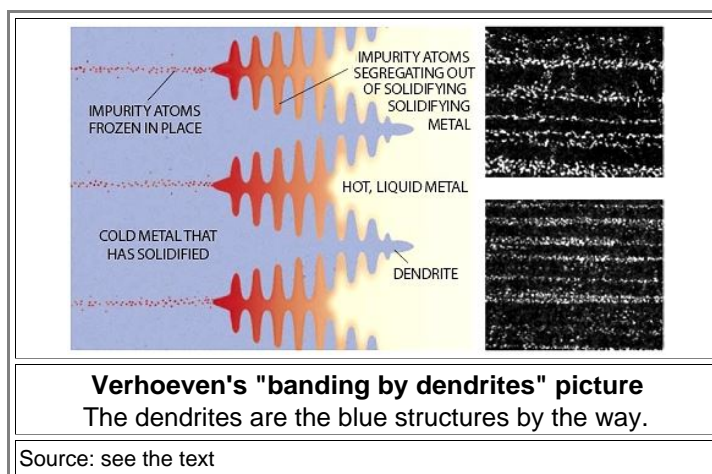 IMPURITY ATOMS
SEGREGATING OUT
OF SOLIDIFYING
SOLIDIFYING
METAL
IMPURITY ATOMS
FROZEN IN PLACE
HOT, LIQUID METAL
COLD METAL THAT
HAS SOLIDIFIED
DENDRITE
Verhoeven's "banding by dendrites" picture
The dendrites are the blue structures by the way.
Source: see the text